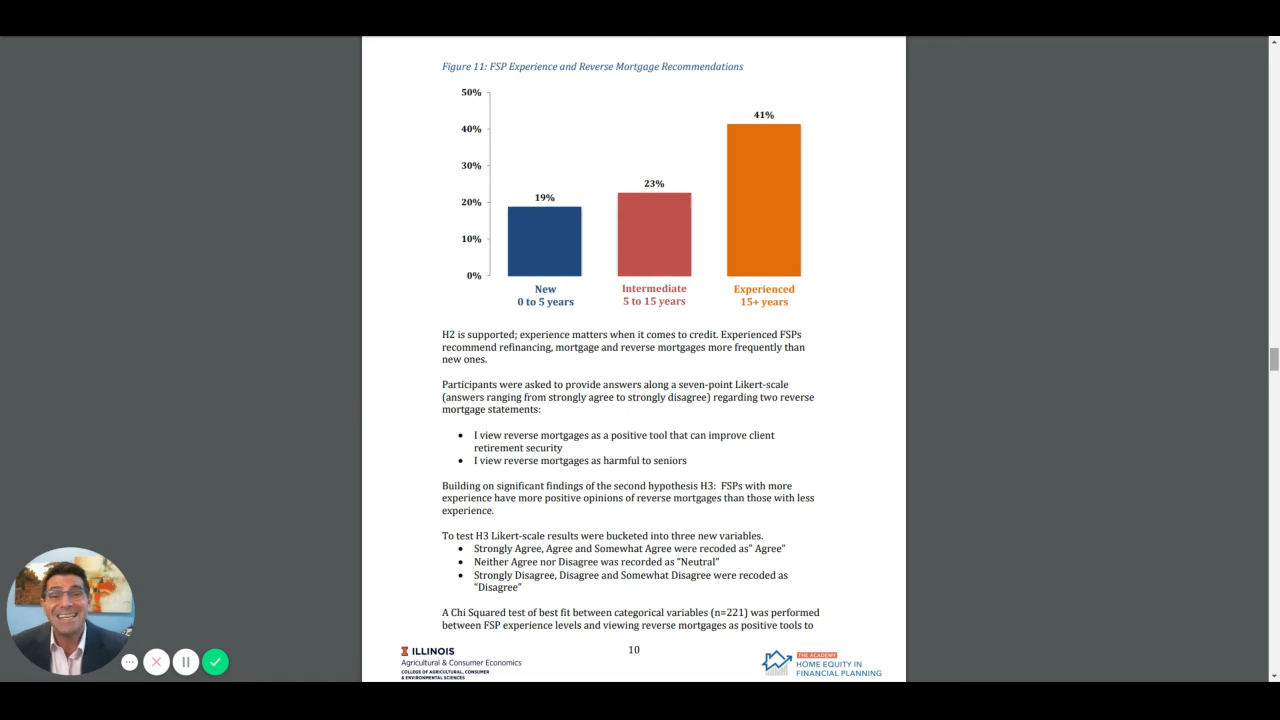 Figure 11: FSP Experience and Reverse Mortgage Recommendations
50%
40%
30%
20%
10%
0%
19%
23%
41%
New
0 to 5 years
Intermediate
5 to 15 years
Experienced
15+ years
H2 is supported; experience matters when it comes to credit. Experienced FSPs
recommend refinancing, mortgage and reverse mortgages more frequently than
new ones.
Participants were asked to provide answers along a seven-point Likert-scale
(answers ranging from strongly agree to strongly disagree) regarding two reverse
mortgage statements:
• I view reverse mortgages as a positive tool that can improve client
retirement security
• I view reverse mortgages as harmful to seniors
Building on significant findings of the second hypothesis H3:  FSPs with more
experience have more positive opinions of reverse mortgages than those with less
experience.
To test H3 Likert-scale results were bucketed into three new variables.
• Strongly Agree, Agree and Somewhat Agree were recoded as” Agree”
• Neither Agree nor Disagree was recorded as “Neutral”
• Strongly Disagree, Disagree and Somewhat Disagree were recoded as
“Disagree”
A Chi Squared test of best fit between categorical variables (n=221) was performed
between FSP experience levels and viewing reverse mortgages as positive tools to
10
I ILLINOIS
Agricultural & Consumer Economics
COLLEGE OF AGRICULTURAL, CONSUMER
& ENVIRONMENTAL SCIENCES
THE ACADEMY
HOME EQUITY IN
FINANCIAL PLANNING